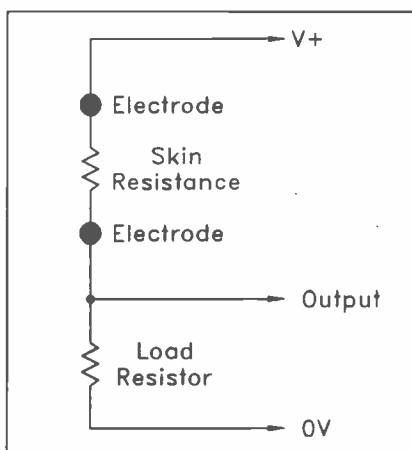 V+
Electrode
Skin
Resistance
Electrode
Output
Load
Resistor
0V